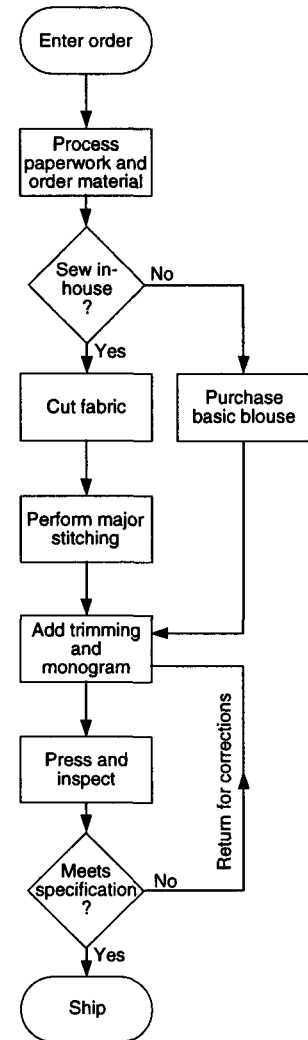 Enter order
Process
paperwork and
order material
Sew in-
house
?
No
Yes
Cut fabric
Purchase
basic blouse
Perform major
stitching
Add trimming
and
monogram
Return for corrections
Press and
inspect
Meets
specification
?
No
Yes
Ship